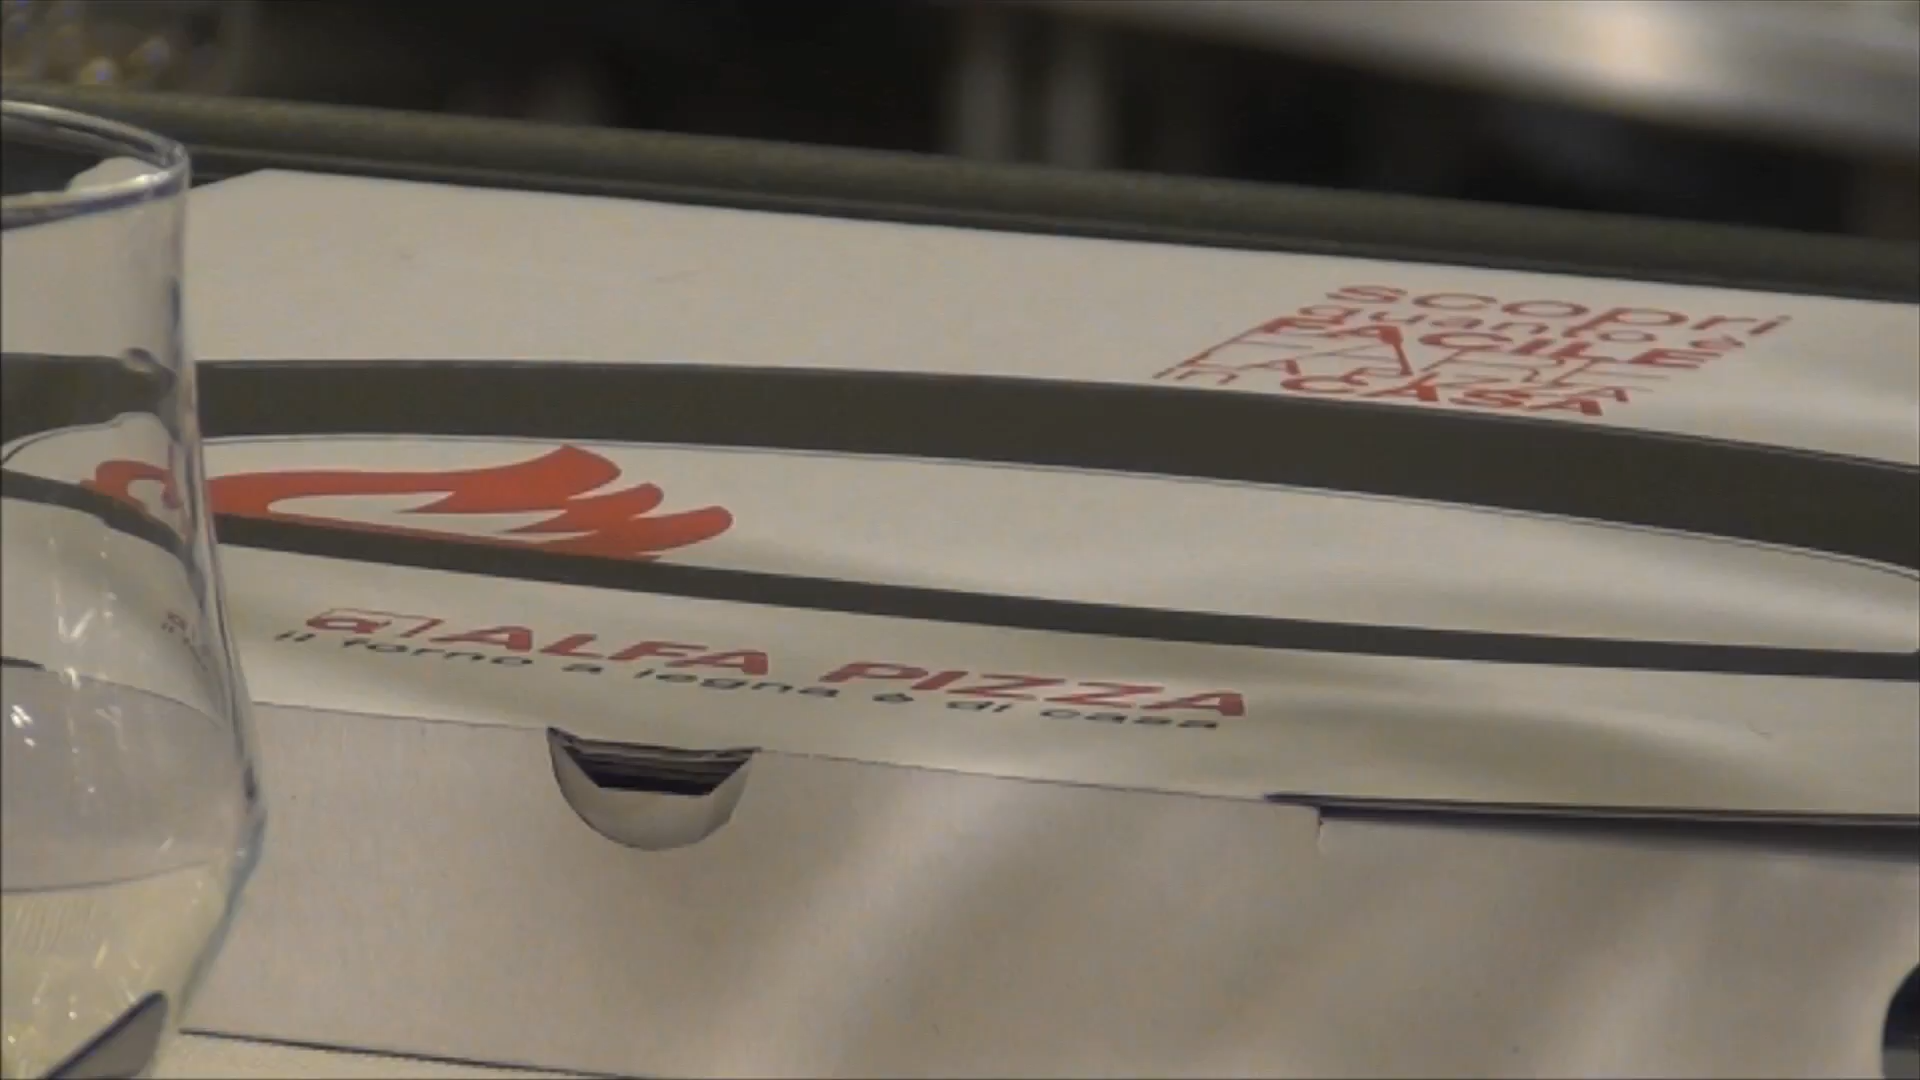 scopri
quanto è
FACILE
FARE
LA PIZZA
in CASA
ALFA PIZZA
il forno a legna è di casa